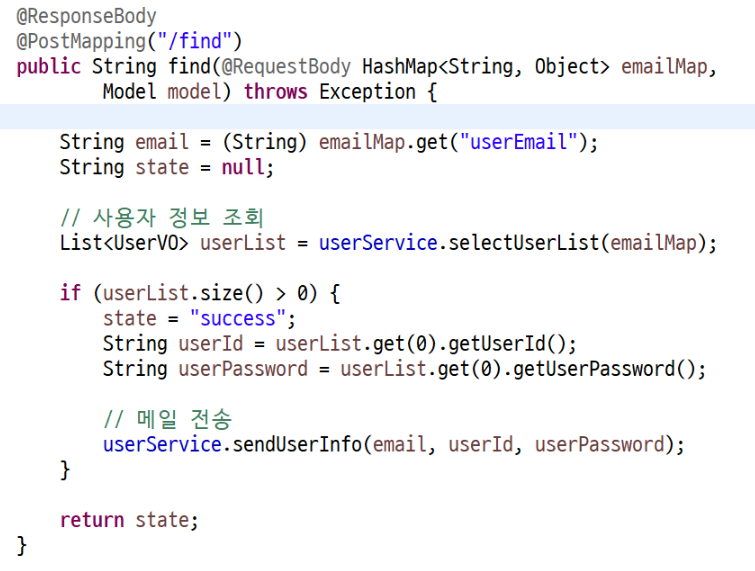 @ResponseBody
@PostMapping("/find")
public String find(@RequestBody HashMap<String, Object> emailMap,
        Model model) throws Exception {

    String email = (String) emailMap.get("userEmail");
    String state = null;

    // 사용자 정보 조회
    List<UserVO> userList = userService.selectUserList(emailMap);

    if (userList.size() > 0) {
        state = "success";
        String userId = userList.get(0).getUserId();
        String userPassword = userList.get(0).getUserPassword();

        // 메일 전송
        userService.sendUserInfo(email, userId, userPassword);
    }

    return state;
}